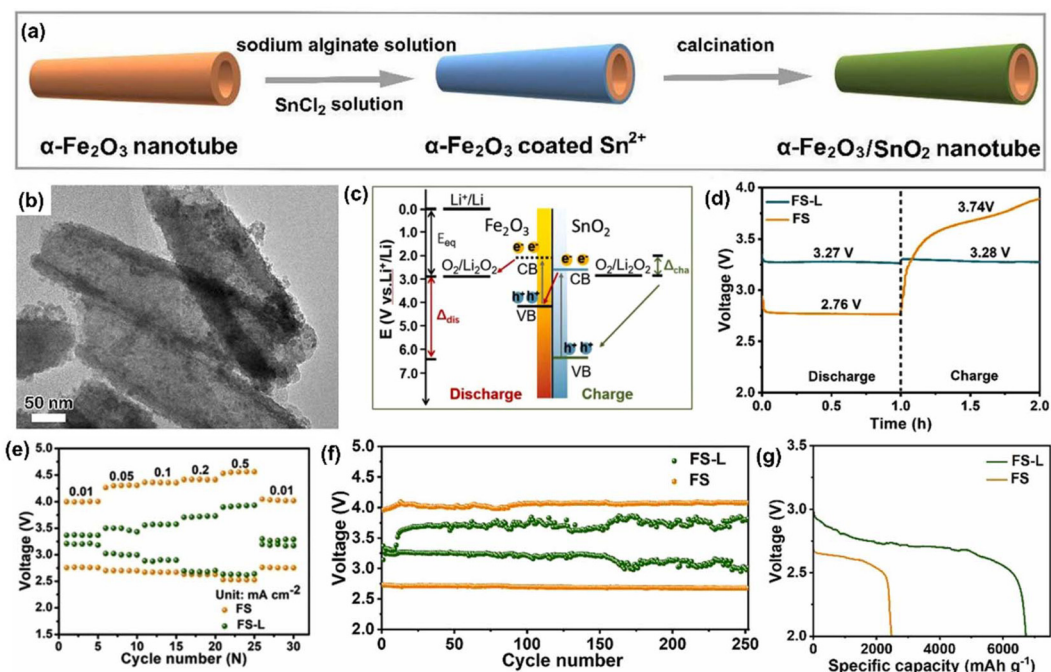 (a)
sodium alginate solution
SnCl₂ solution
calcination
α-Fe₂O₃ nanotube
α-Fe₂O₃ coated Sn²⁺
α-Fe₂O₃/SnO₂ nanotube
(b)
50 nm
(c)
E (V vs.Li⁺/Li)
0.0
1.0
2.0
3.0
4.0
5.0
6.0
7.0
Li⁺/Li
E_eq
Fe₂O₃
SnO₂
e⁻ e⁻
e⁻ e⁻
O₂/Li₂O₂
CB
CB
O₂/Li₂O₂
Δ_cha
Δ_dis
h⁺ h⁺
VB
h⁺ h⁺
VB
Discharge
Charge
(d)
Voltage (V)
4.0
3.5
3.0
2.5
2.0
FS-L
FS
3.74V
3.27 V
3.28 V
2.76 V
Discharge
Charge
0.0
0.5
1.0
1.5
2.0
Time (h)
(e)
Voltage (V)
5.0
4.5
4.0
3.5
3.0
2.5
2.0
1.5
0.01
0.05
0.1
0.2
0.5
0.01
Unit: mA cm⁻²
FS
FS-L
0
5
10
15
20
25
30
Cycle number (N)
(f)
Voltage (V)
5.0
4.5
4.0
3.5
3.0
2.5
2.0
FS-L
FS
0
50
100
150
200
250
Cycle number
(g)
Voltage (V)
3.5
3.0
2.5
2.0
FS-L
FS
0
2000
4000
6000
Specific capacity (mAh g⁻¹)